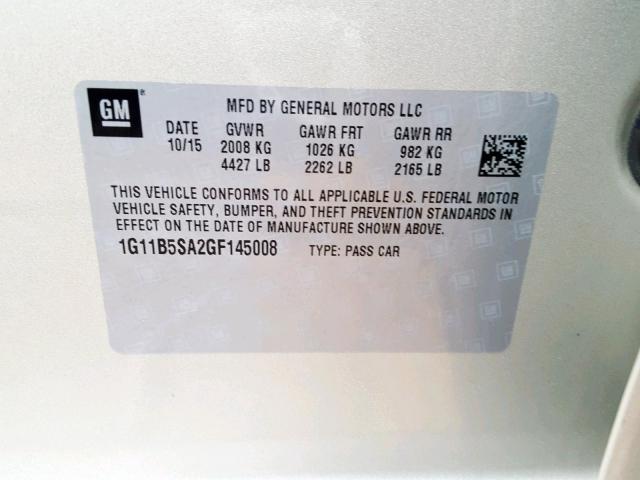 GM
MFD BY GENERAL MOTORS LLC
DATE GVWR GAWR FRT GAWR RR
10/15 2008 KG 1026 KG 982 KG
4427 LB 2262 LB 2165 LB
THIS VEHICLE CONFORMS TO ALL APPLICABLE U.S. FEDERAL MOTOR
VEHICLE SAFETY, BUMPER, AND THEFT PREVENTION STANDARDS IN
EFFECT ON THE DATE OF MANUFACTURE SHOWN ABOVE.
1G11B5SA2GF145008 TYPE: PASS CAR